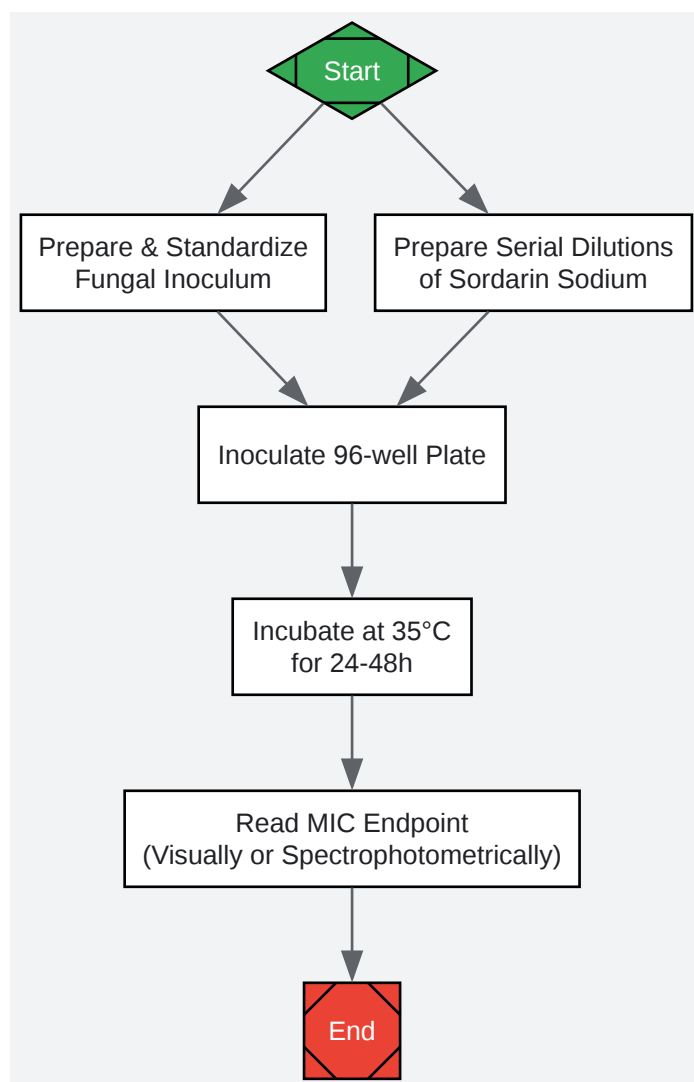 Start
Prepare & Standardize
Fungal Inoculum
Prepare Serial Dilutions
of Sordarin Sodium
Inoculate 96-well Plate
Incubate at 35°C
for 24-48h
Read MIC Endpoint
(Visually or Spectrophotometrically)
End